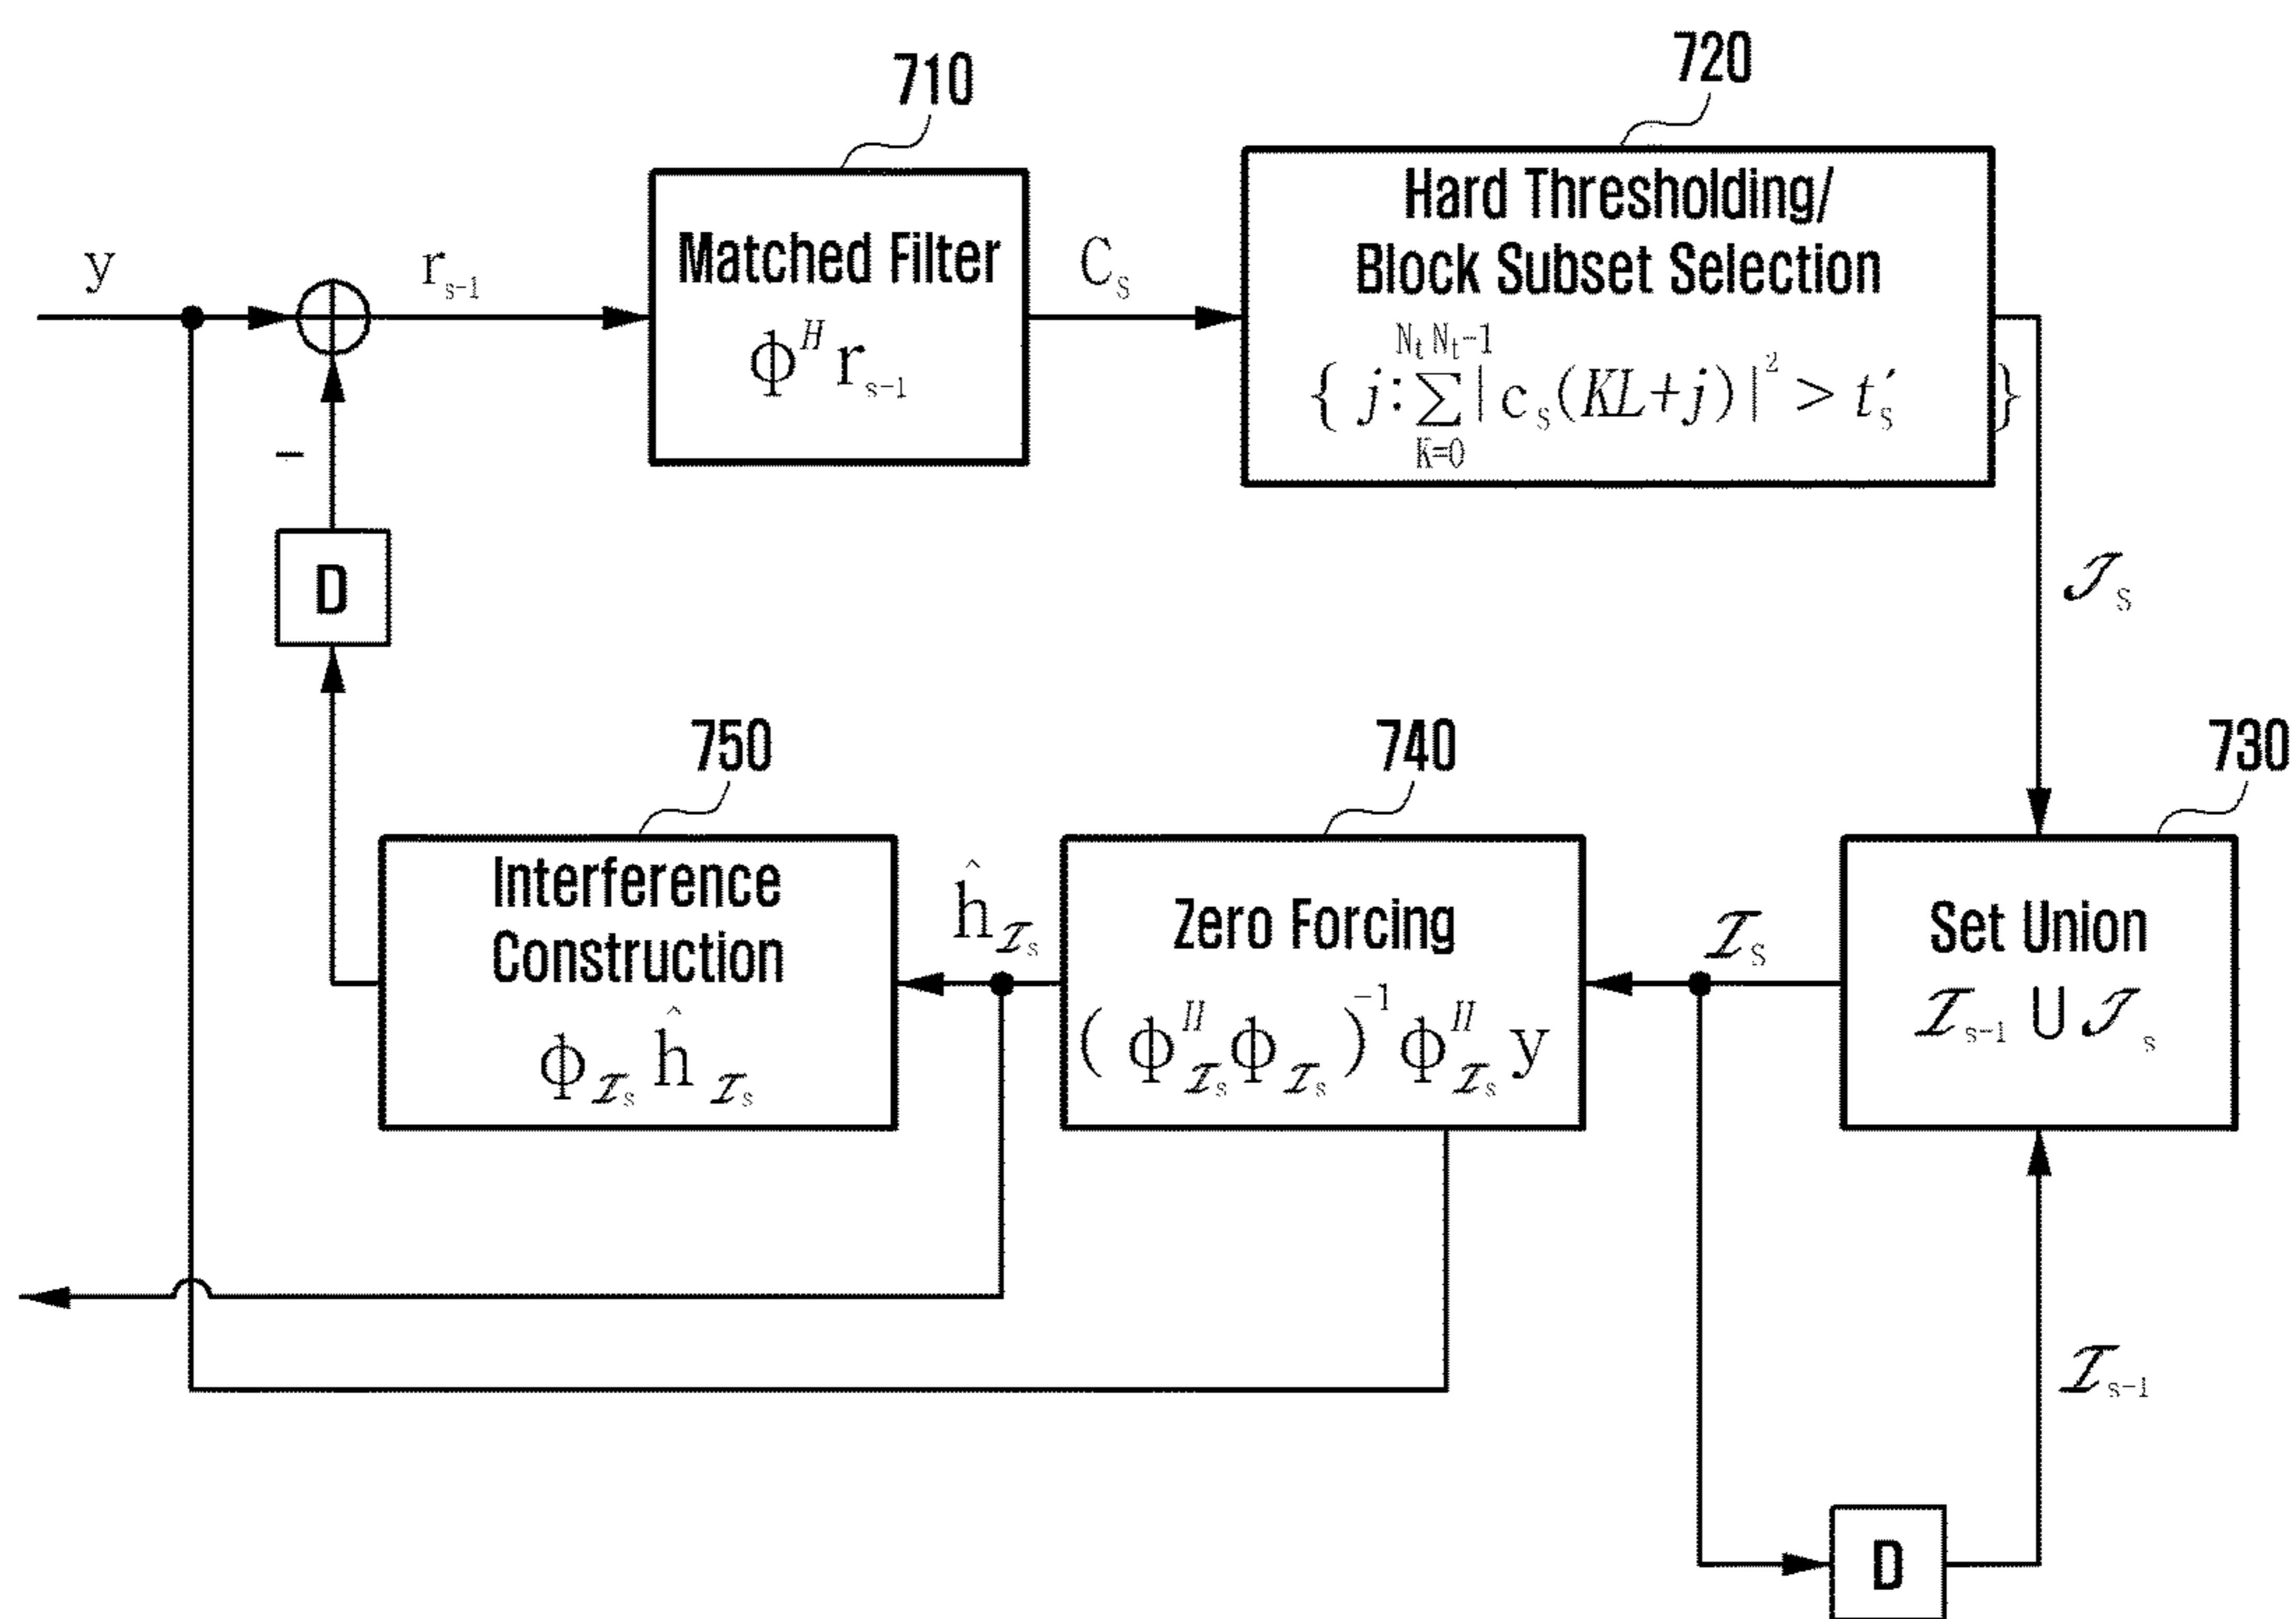 710
720
y
r_{s-1}
Matched Filter
Φ^H r_{s-1}
C_s
Hard Thresholding/
Block Subset Selection
{ j: \sum_{K=0}^{N_t N_t-1} | c_s(KL+j) |^2 > t'_s }
−
D
𝒥_s
750
740
730
Interference
Construction
Φ_{ℐ_s} ĥ_{ℐ_s}
ĥ_{ℐ_s}
Zero Forcing
( Φ^H_{ℐ_s} Φ_{ℐ_s} )^{-1} Φ^H_{ℐ_s} y
ℐ_s
Set Union
ℐ_{s-1} ∪ 𝒥_s
ℐ_{s-1}
D